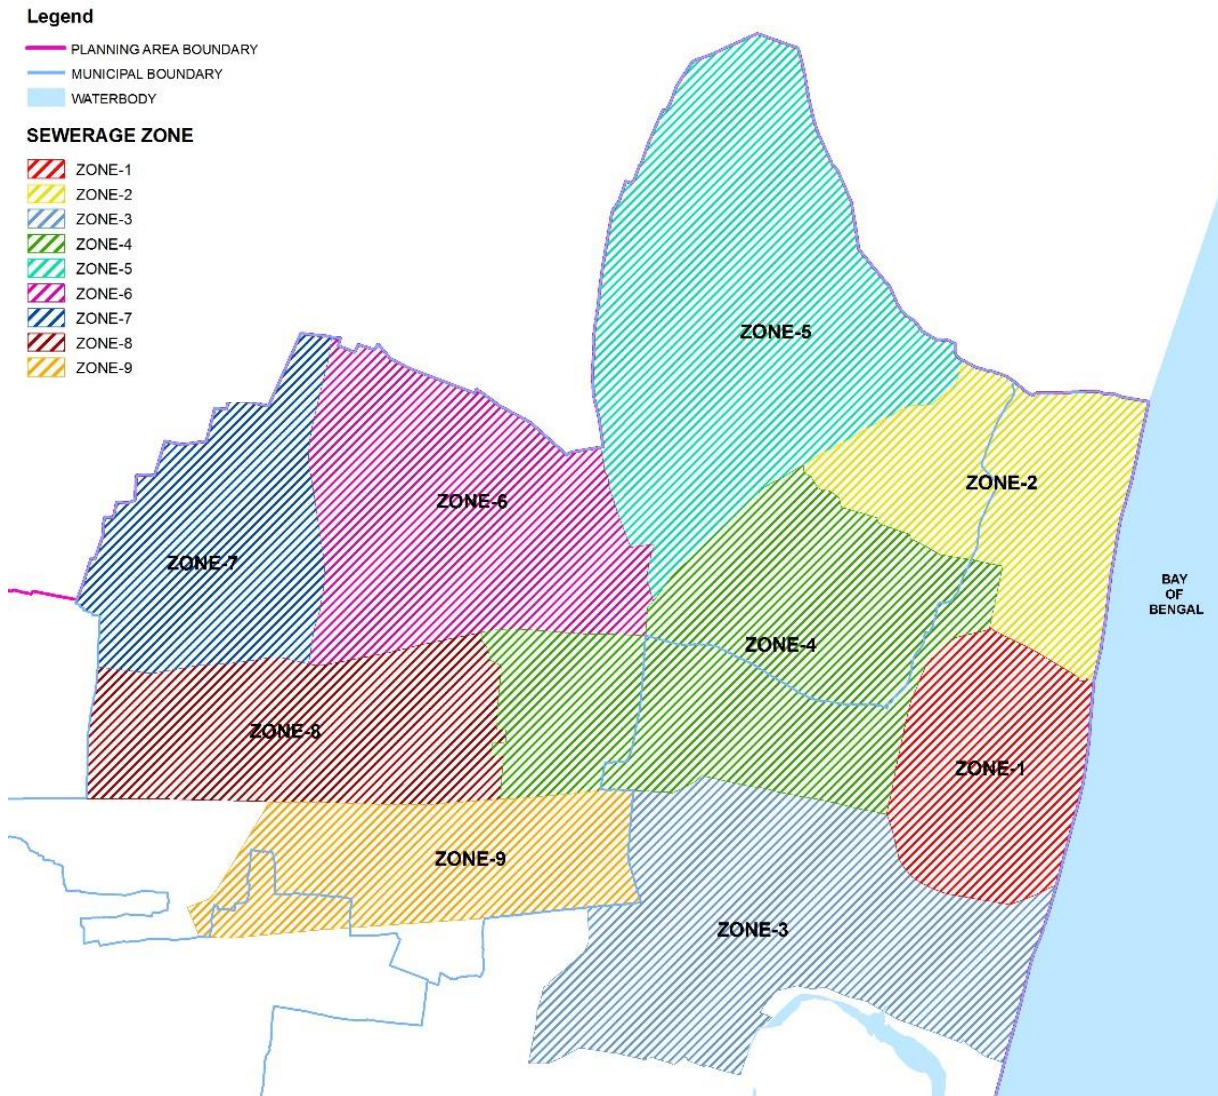 Legend
PLANNING AREA BOUNDARY
MUNICIPAL BOUNDARY
WATERBODY
SEWERAGE ZONE
ZONE-1
ZONE-2
ZONE-3
ZONE-4
ZONE-5
ZONE-6
ZONE-7
ZONE-8
ZONE-9
ZONE-5
ZONE-2
ZONE-6
ZONE-7
BAY
OF
BENGAL
ZONE-4
ZONE-8
ZONE-1
ZONE-9
ZONE-3